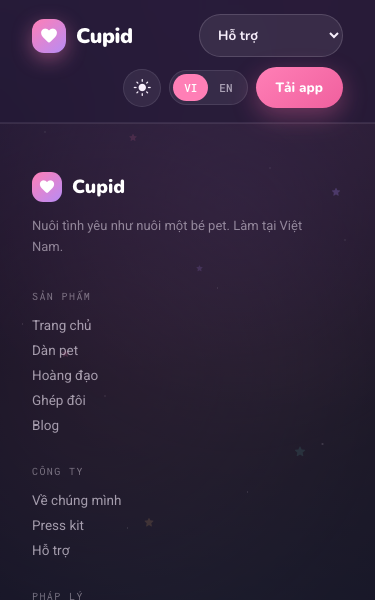 Cupid
Hỗ trợ
VI EN
Tải app
Cupid
Nuôi tình yêu như nuôi một bé pet. Làm tại Việt
Nam.
SẢN PHẨM
Trang chủ
Dàn pet
Hoàng đạo
Ghép đôi
Blog
CÔNG TY
Về chúng mình
Press kit
Hỗ trợ
PHÁP LÝ